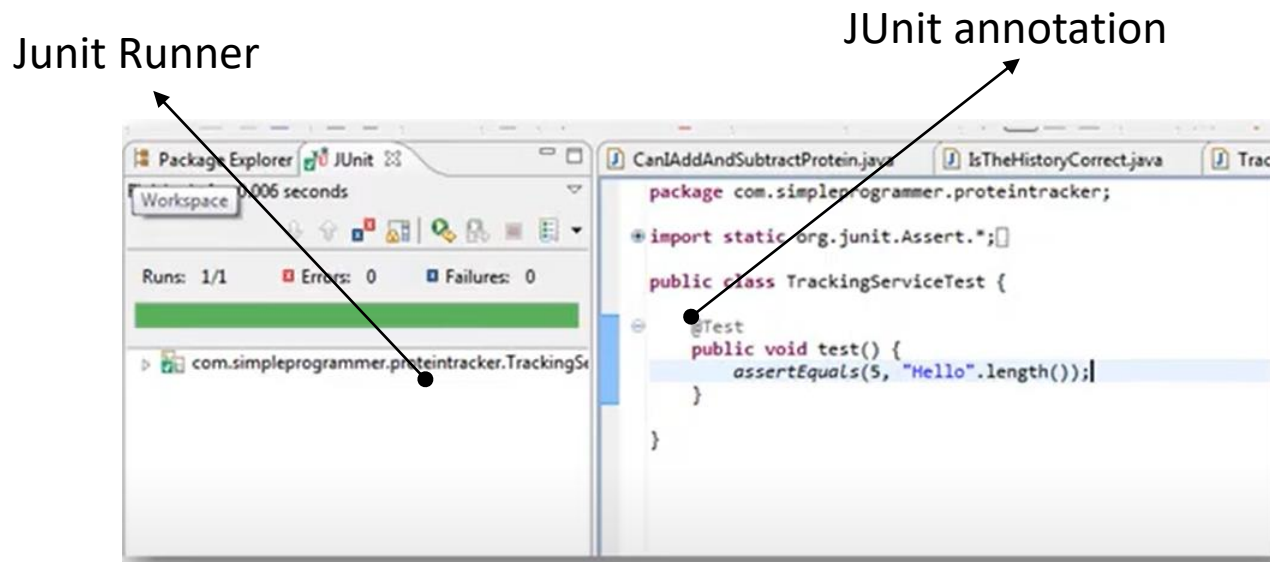 JUnit annotation
Junit Runner
Package Explorer JUnit
CanIAddAndSubtractProtein.java
IsTheHistoryCorrect.java
Trac
006 seconds
Workspace
Runs: 1/1 Errors: 0 Failures: 0
com.simpleprogrammer.proteintracker.TrackingSe
package com.simpleprogrammer.proteintracker;
import static org.junit.Assert.*;
public class TrackingServiceTest {
@Test
public void test() {
assertEquals(5, "Hello".length());
}
}